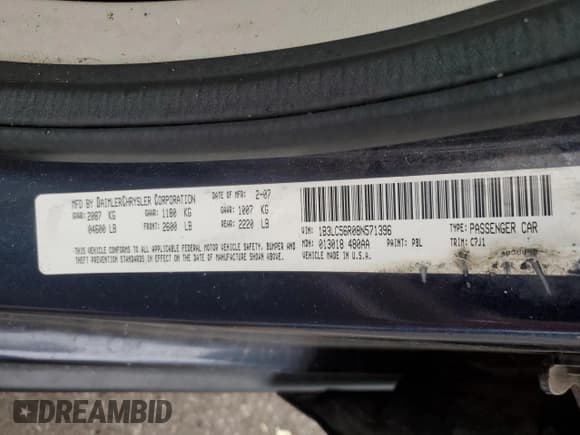 MFD BY DAIMLERCHRYSLER CORPORATION DATE OF MFR: 2-07
GVWR: 2087 KG GAWR: 1180 KG GAWR: 1007 KG
04600 LB FRONT: 2600 LB REAR: 2220 LB
THIS VEHICLE CONFORMS TO ALL APPLICABLE FEDERAL MOTOR VEHICLE SAFETY, BUMPER AND
THEFT PREVENTION STANDARDS IN EFFECT ON THE DATE OF MANUFACTURE SHOWN ABOVE.
VIN: 1B3LC56R08N571396 TYPE: PASSENGER CAR
MDH: 013018 480AA PAINT: PBL TRIM: C7J1
VEHICLE MADE IN U.S.A.
DREAMBID